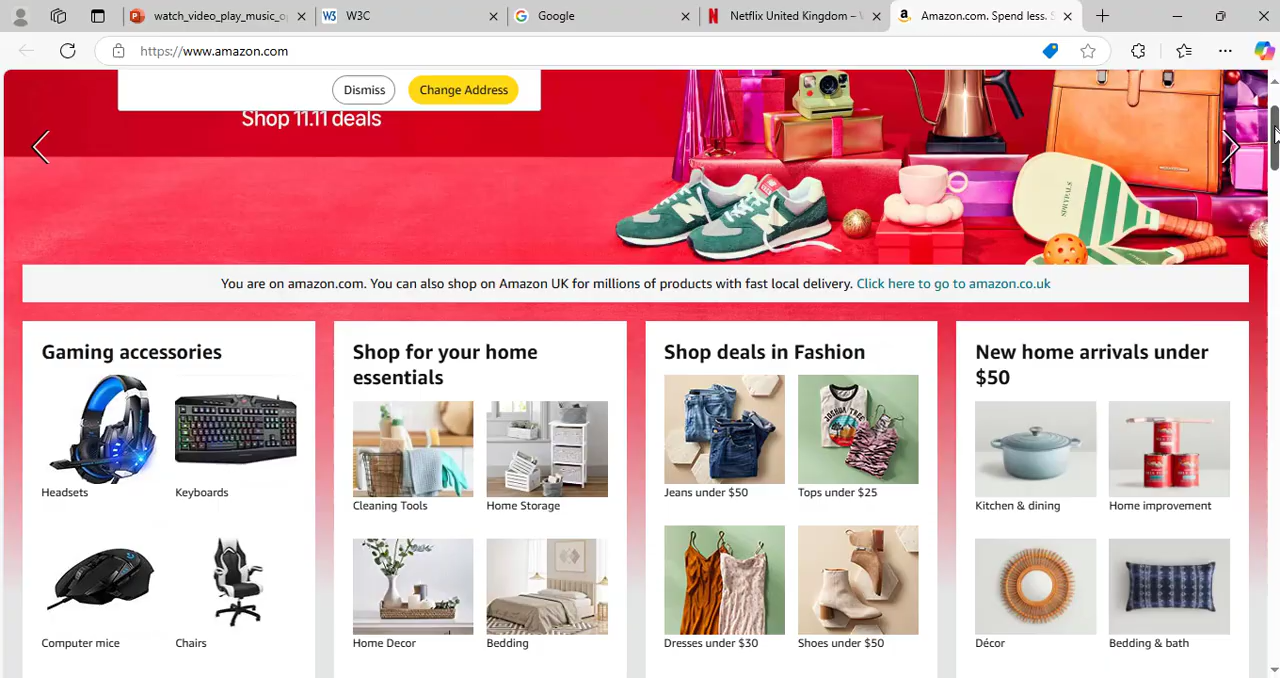 watch_video_play_music_o
W3C
Google
Netflix United Kingdom –
Amazon.com. Spend less.
https://www.amazon.com
Dismiss
Change Address
Shop 11.11 deals
You are on amazon.com. You can also shop on Amazon UK for millions of products with fast local delivery. Click here to go to amazon.co.uk
Gaming accessories
Headsets
Keyboards
Computer mice
Chairs
Shop for your home
essentials
Cleaning Tools
Home Storage
Home Decor
Bedding
Shop deals in Fashion
Jeans under $50
Tops under $25
Dresses under $30
Shoes under $50
New home arrivals under
$50
Kitchen & dining
Home improvement
Décor
Bedding & bath